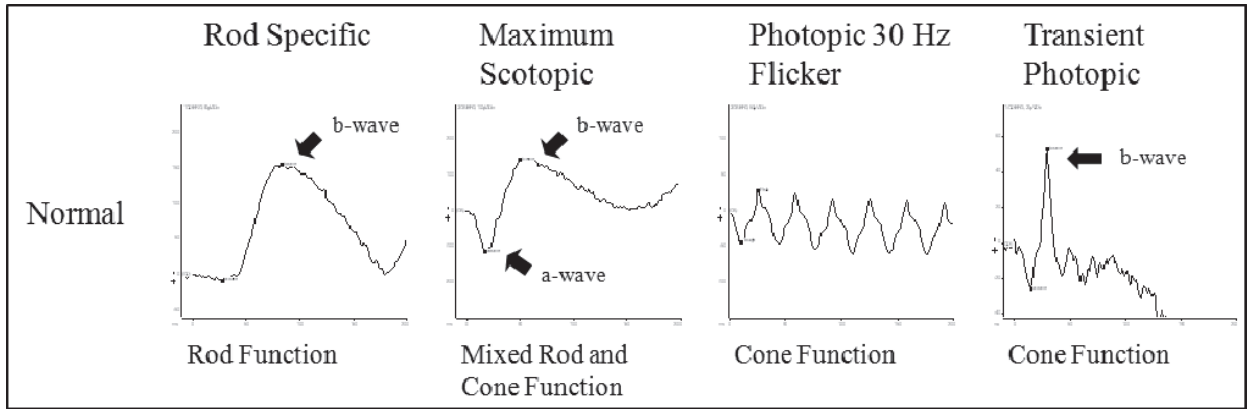 Rod Specific
Maximum
Scotopic
Photopic 30 Hz
Flicker
Transient
Photopic
Normal
b-wave
b-wave
a-wave
b-wave
Rod Function
Mixed Rod and
Cone Function
Cone Function
Cone Function